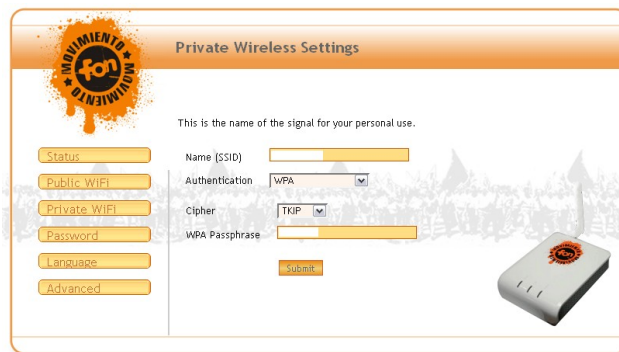 MOVIMIENTO
fon
MOVIMIENTO
Private Wireless Settings
This is the name of the signal for your personal use.
Status
Public WiFi
Private WiFi
Password
Language
Advanced
Name (SSID)
Authentication WPA
Cipher TKIP
WPA Passphrase
Submit
fon